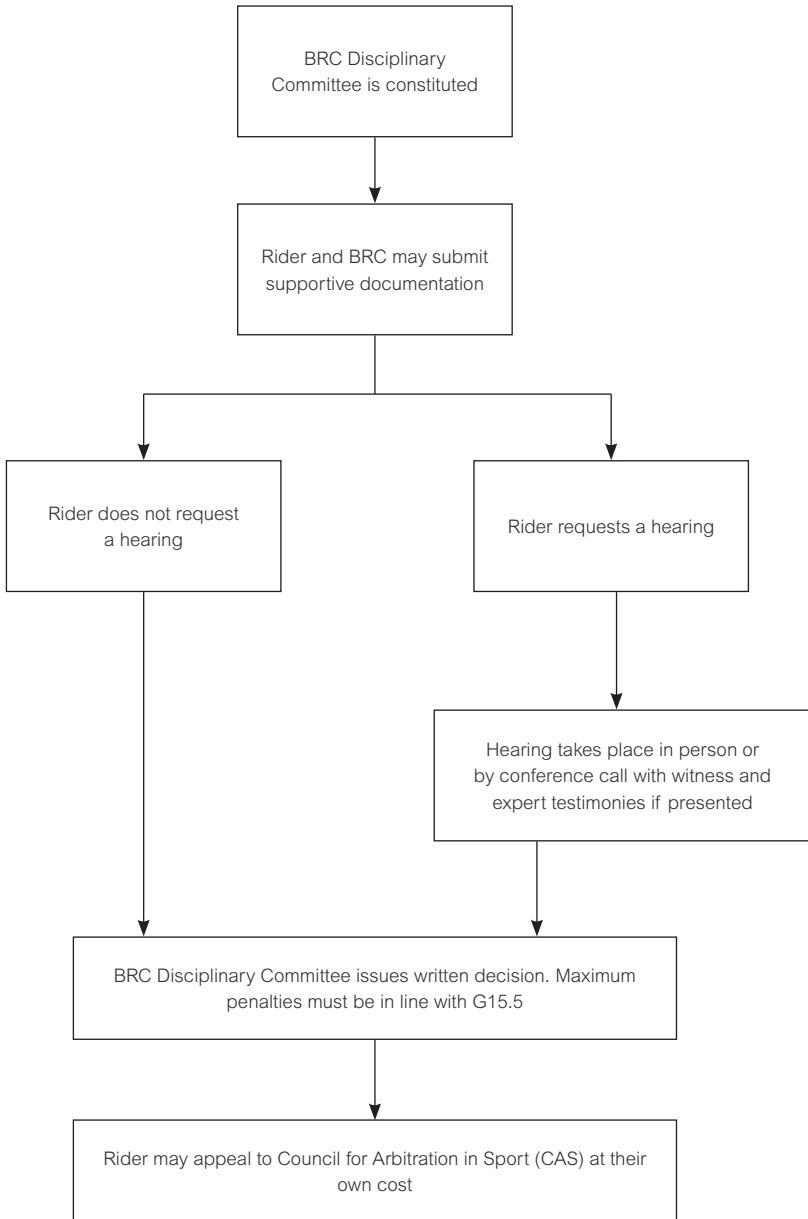 BRC Disciplinary
Committee is constituted
Rider and BRC may submit
supportive documentation
Rider does not request
a hearing
Rider requests a hearing
Hearing takes place in person or
by conference call with witness and
expert testimonies if presented
BRC Disciplinary Committee issues written decision. Maximum
penalties must be in line with G15.5
Rider may appeal to Council for Arbitration in Sport (CAS) at their
own cost